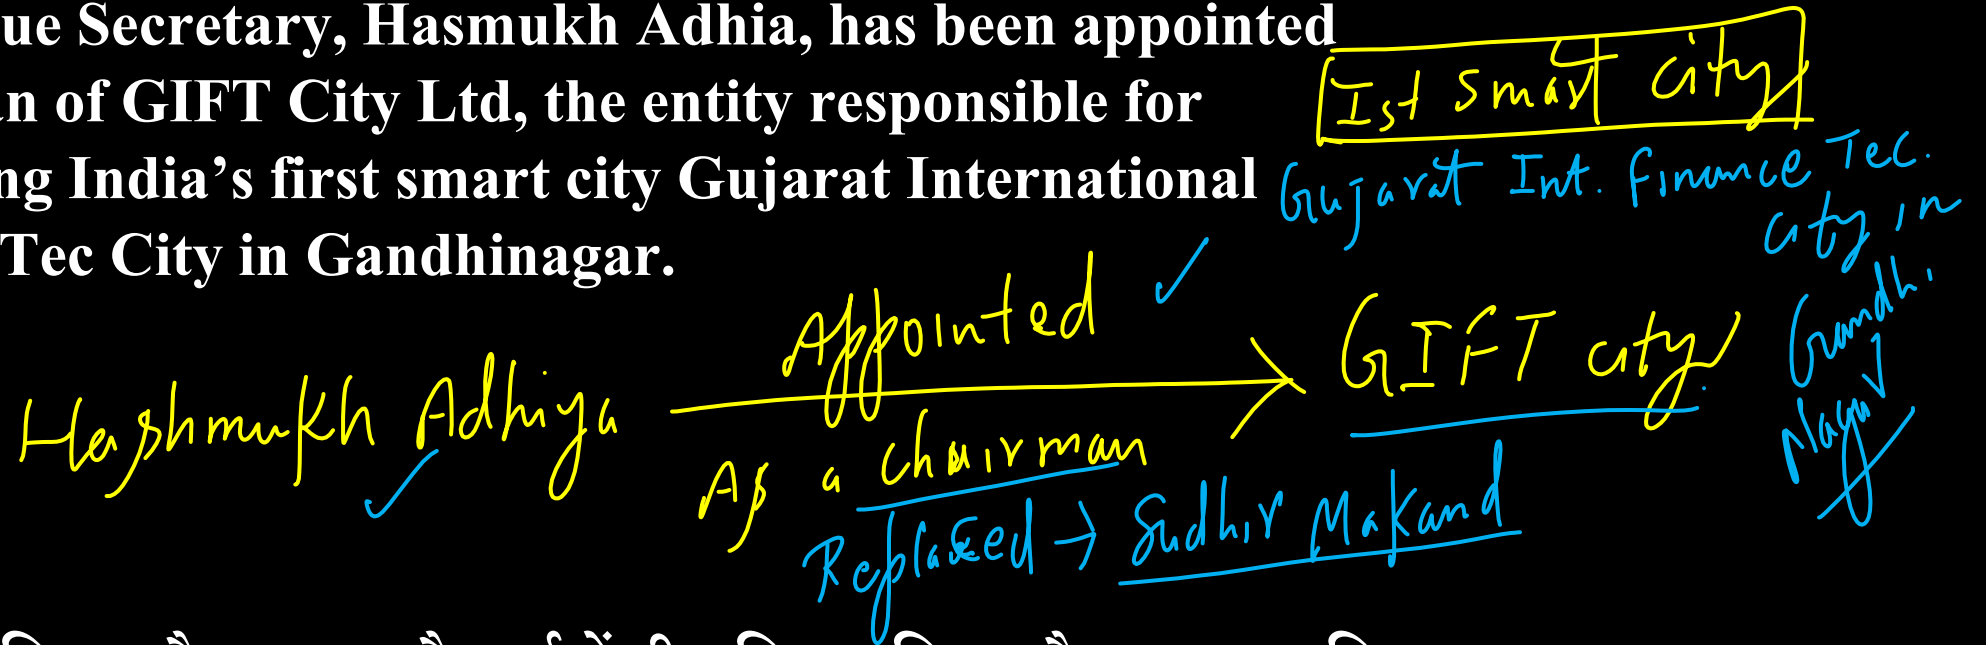 ue Secretary, Hasmukh Adhia, has been appointed
n of GIFT City Ltd, the entity responsible for
ng India's first smart city Gujarat International
Tec City in Gandhinagar.
Ist smart city
Gujarat Int. Finance Tec.
city in
Gandhi
Nagar
Appointed
Hashmukh Adhiya
GIFT city
As a chairman
Replaced → Sudhir Makand